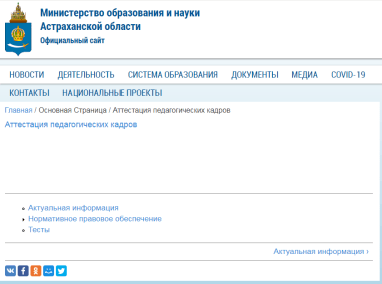 Министерство образования и науки
Астраханской области
Официальный сайт
НОВОСТИ ДЕЯТЕЛЬНОСТЬ СИСТЕМА ОБРАЗОВАНИЯ ДОКУМЕНТЫ МЕДИА COVID-19
КОНТАКТЫ НАЦИОНАЛЬНЫЕ ПРОЕКТЫ
Главная / Основная Страница / Аттестация педагогических кадров
Аттестация педагогических кадров
Актуальная информация
Нормативное правовое обеспечение
Тесты
Актуальная информация ›